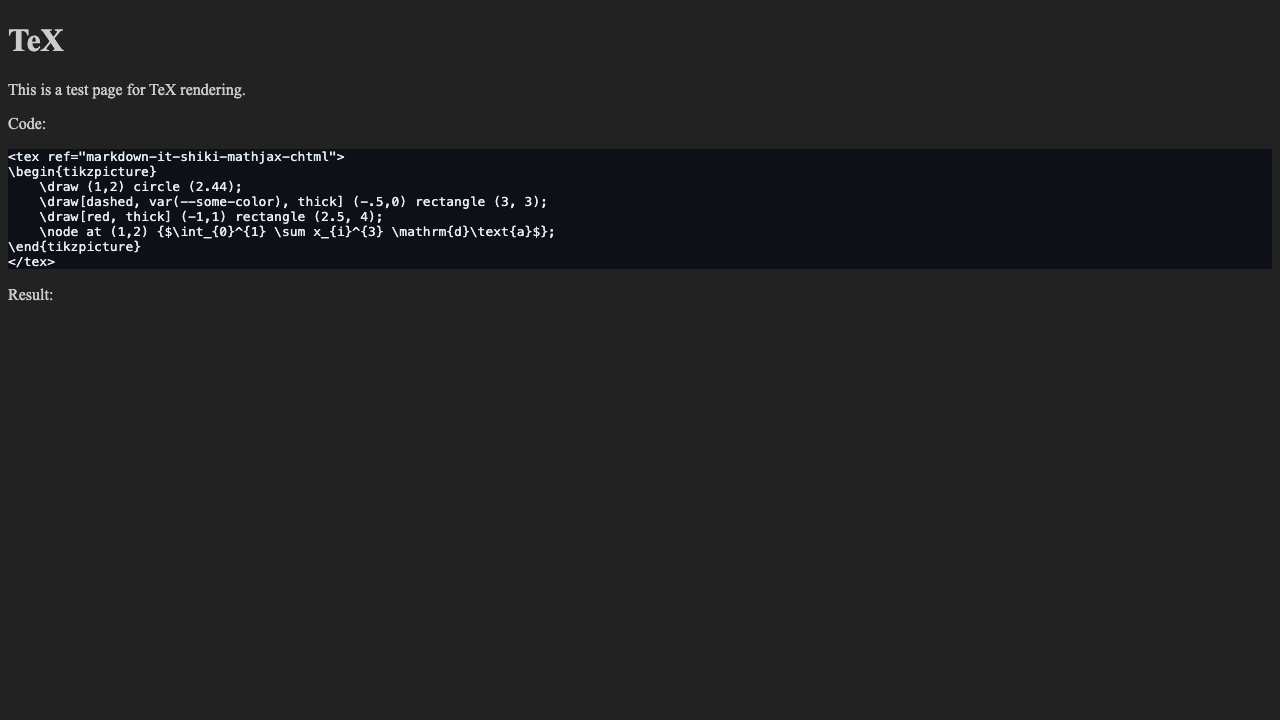 TeX
This is a test page for TeX rendering.
Code:
<tex ref="markdown-it-shiki-mathjax-chtml">
\begin{tikzpicture}
    \draw (1,2) circle (2.44);
    \draw[dashed, var(--some-color), thick] (-.5,0) rectangle (3, 3);
    \draw[red, thick] (-1,1) rectangle (2.5, 4);
    \node at (1,2) {$\int_{0}^{1} \sum x_{i}^{3} \mathrm{d}\text{a}$};
\end{tikzpicture}
</tex>
Result: